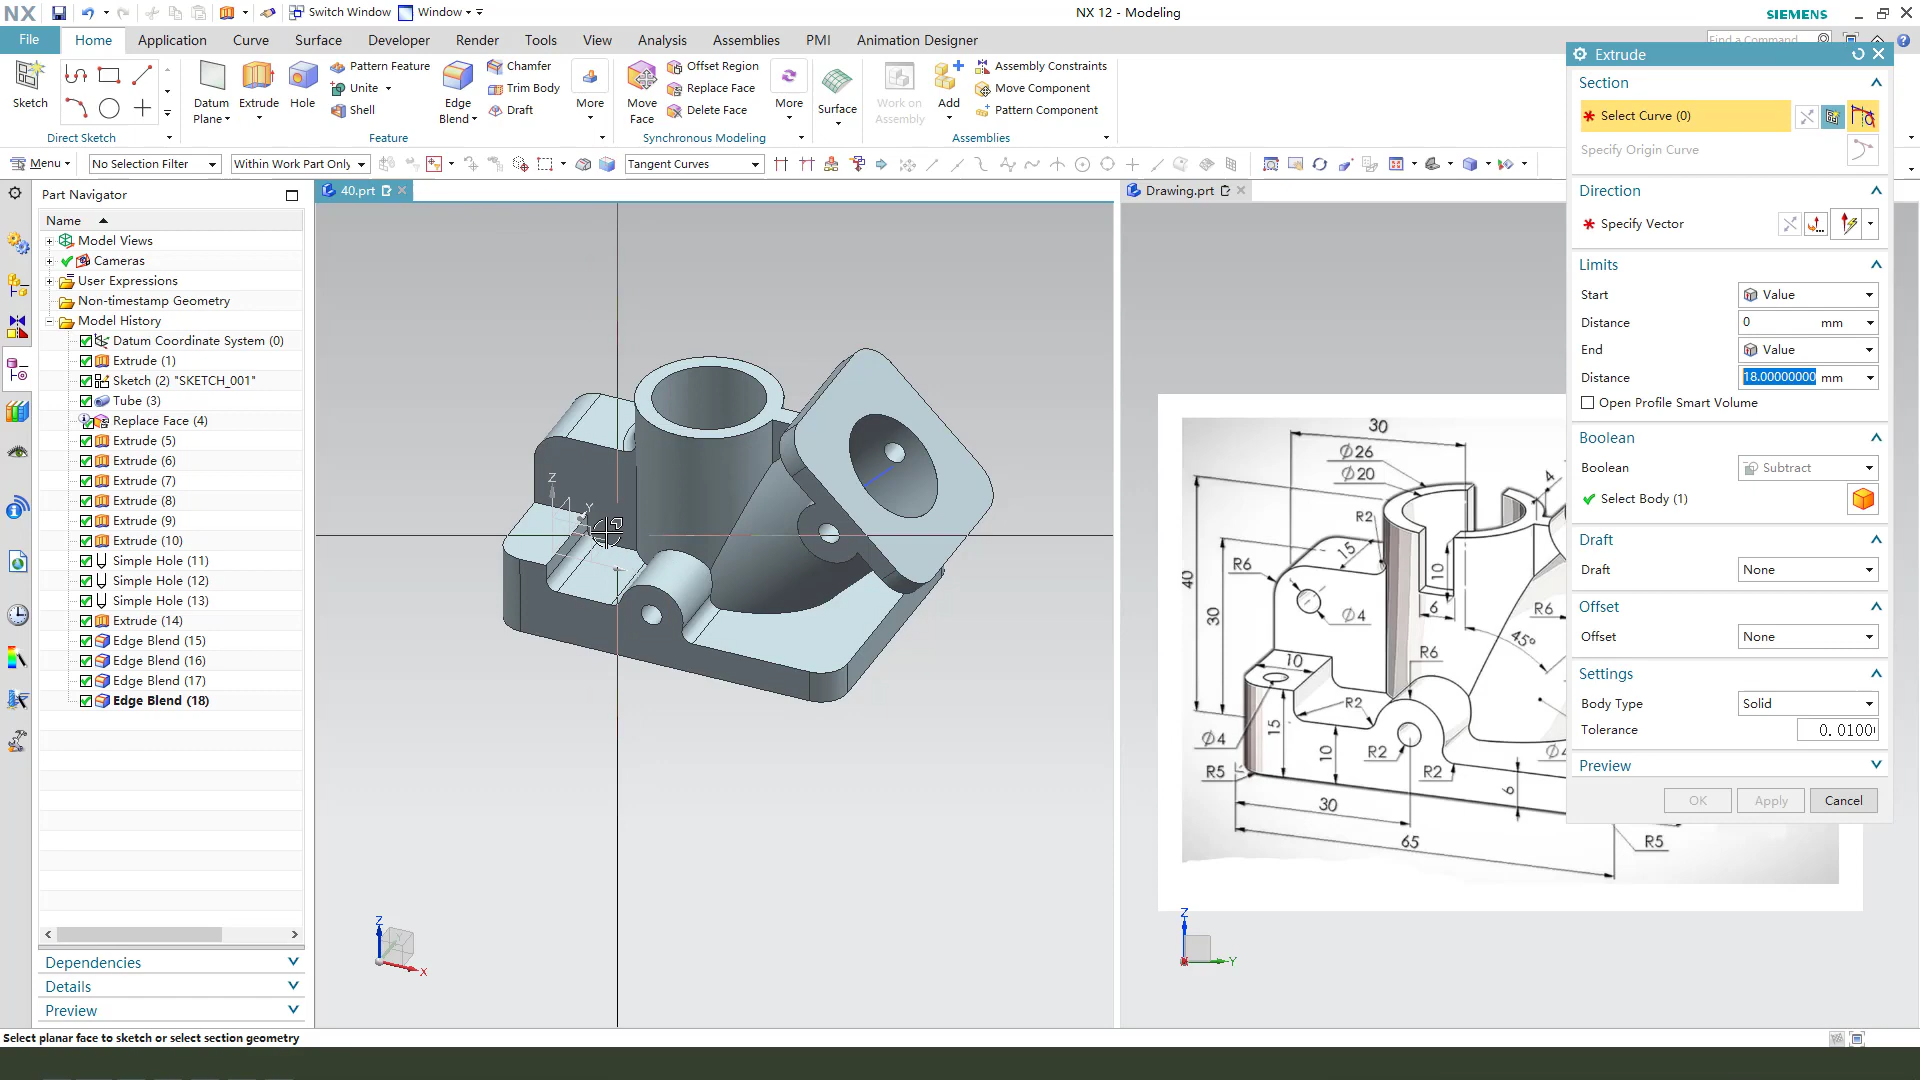 NX
Switch Window
Window
NX 12 - Modeling
SIEMENS
File
Home
Application
Curve
Surface
Developer
Render
Tools
View
Analysis
Assemblies
PMI
Animation Designer
Find a Command
Sketch
Direct Sketch
Datum Plane
Extrude
Hole
Pattern Feature
Unite
Shell
Edge Blend
Chamfer
Trim Body
Draft
More
Feature
Move Face
Offset Region
Replace Face
Delete Face
More
Synchronous Modeling
Surface
Work on Assembly
Add
Assembly Constraints
Move Component
Pattern Component
Assemblies
Menu
No Selection Filter
Within Work Part Only
Tangent Curves
Part Navigator
Name
Model Views
Cameras
User Expressions
Non-timestamp Geometry
Model History
Datum Coordinate System (0)
Extrude (1)
Sketch (2) "SKETCH_001"
Tube (3)
Replace Face (4)
Extrude (5)
Extrude (6)
Extrude (7)
Extrude (8)
Extrude (9)
Extrude (10)
Simple Hole (11)
Simple Hole (12)
Simple Hole (13)
Extrude (14)
Edge Blend (15)
Edge Blend (16)
Edge Blend (17)
Edge Blend (18)
Dependencies
Details
Preview
40.prt
Z
Y
Z
X
Drawing.prt
30
Ø26
Ø20
4
R2
15
R6
10
40
30
Ø4
6
R6
45°
R6
10
R2
15
Ø4
10
R2
R2
R5
6
30
65
R5
Z
Y
Extrude
Section
* Select Curve (0)
Specify Origin Curve
Direction
* Specify Vector
Limits
Start
Value
Distance
0 mm
End
Value
Distance
18.00000000 mm
Open Profile Smart Volume
Boolean
Boolean
Subtract
Select Body (1)
Draft
Draft
None
Offset
Offset
None
Settings
Body Type
Solid
Tolerance
0. 0100
Preview
OK
Apply
Cancel
Select planar face to sketch or select section geometry